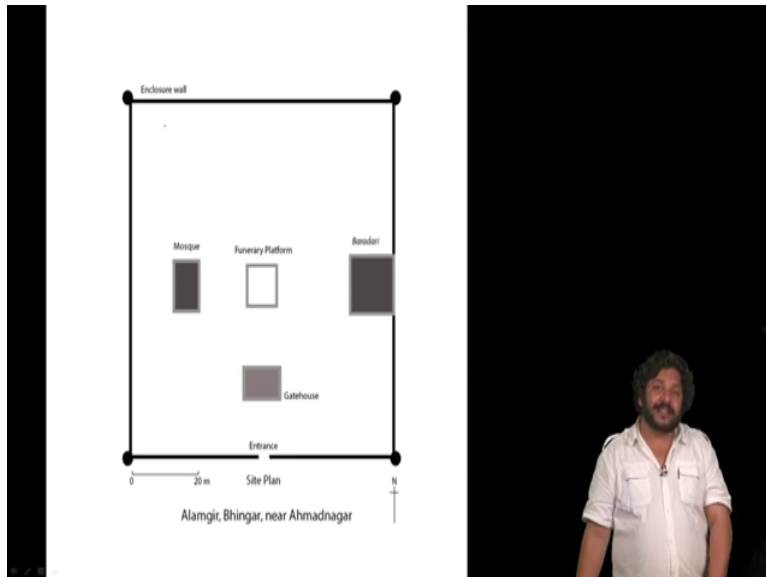 Enclosure wall
Baradari
Mosque
Funerary Platform
Gatehouse
Entrance
0 20 m
Site Plan
N
Alamgir, Bhingar, near Ahmadnagar